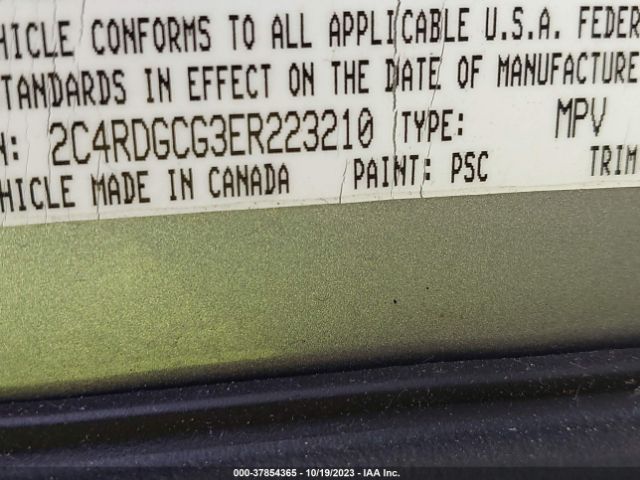 HICLE CONFORMS TO ALL APPLICABLE U.S.A. FEDER
TANDARDS IN EFFECT ON THE DATE OF MANUFACTURE
N: 2C4RDGCG3ER223210 TYPE: MPV
HICLE MADE IN CANADA PAINT: PSC TRIM
000-37854365 - 10/19/2023 - IAA Inc.